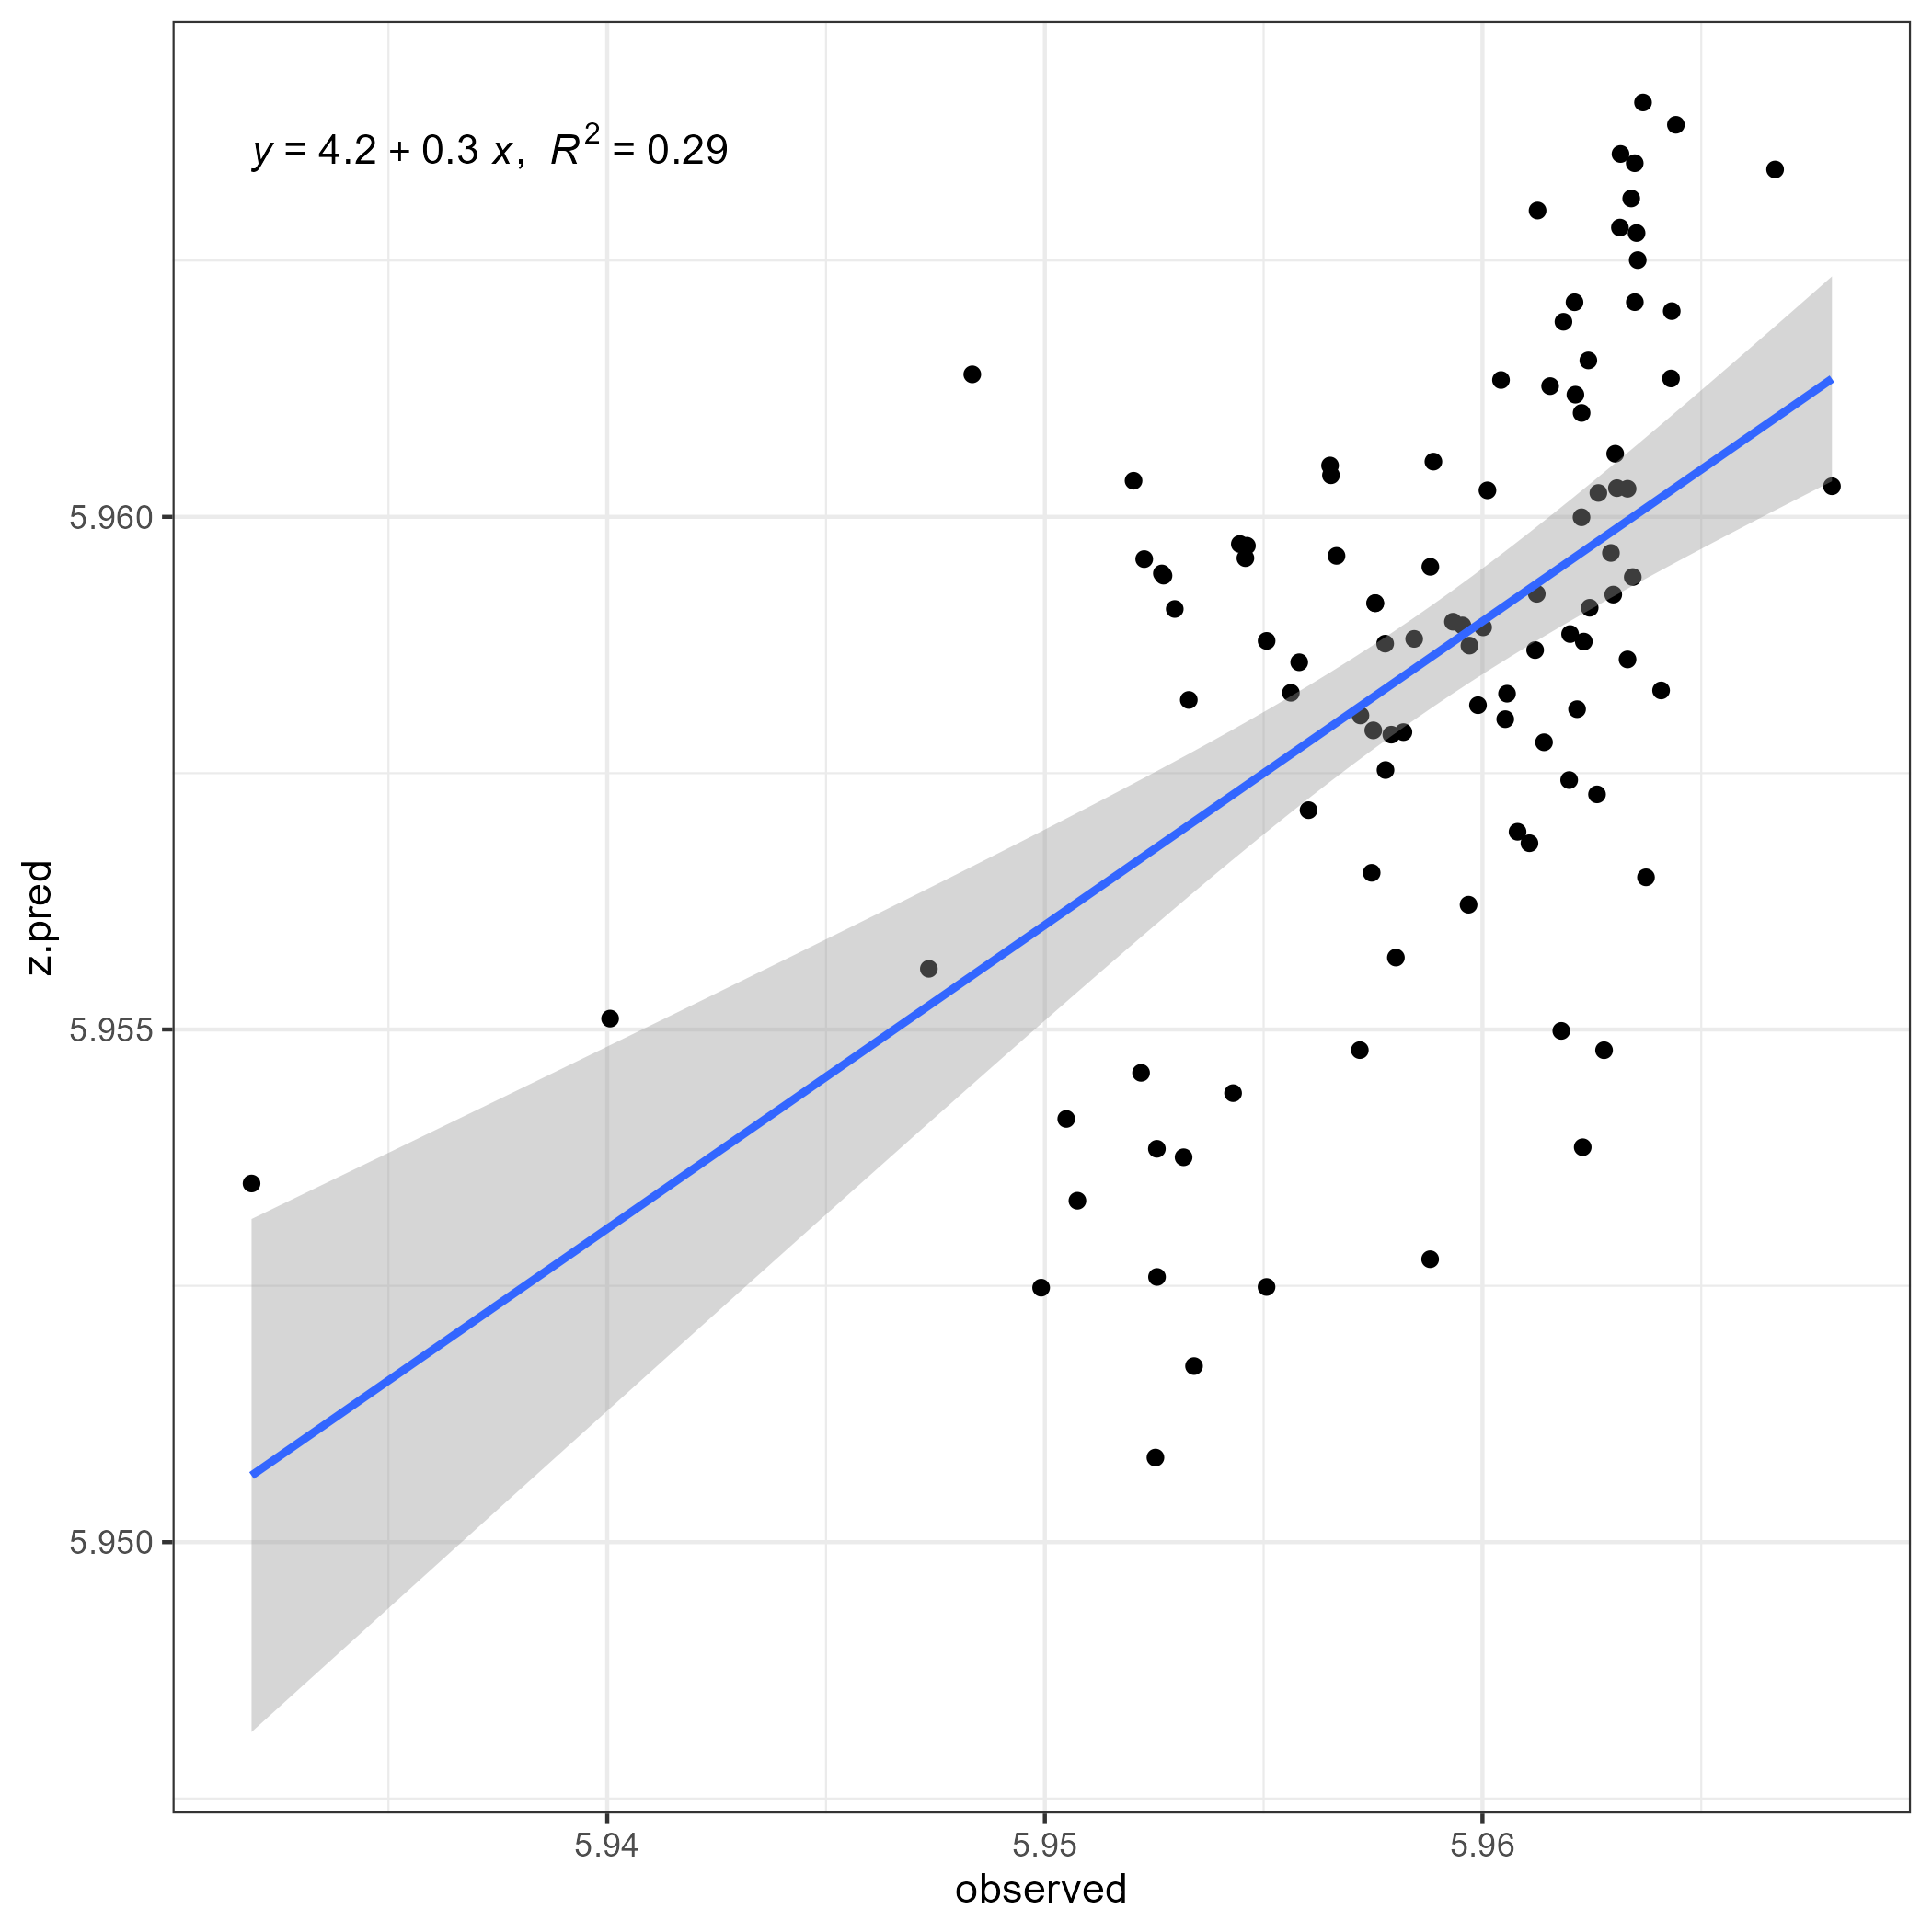 y = 4.2 + 0.3 x, R² = 0.29
5.960
5.955
5.950
z.pred
5.94 5.95 5.96
observed